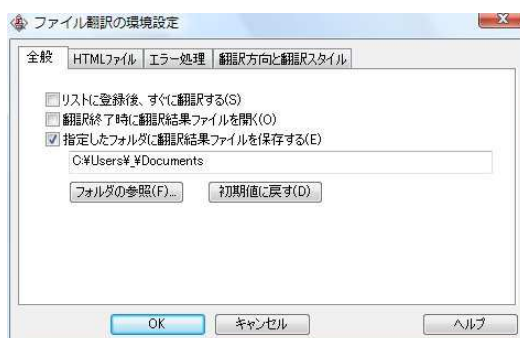 ファイル翻訳の環境設定
全般 HTMLファイル エラー処理 翻訳方向と翻訳スタイル
リストに登録後、すぐに翻訳する(S)
翻訳終了時に翻訳結果ファイルを開く(O)
指定したフォルダに翻訳結果ファイルを保存する(E)
C:¥Users¥_¥Documents
フォルダの参照(F)... 初期値に戻す(D)
OK キャンセル ヘルプ